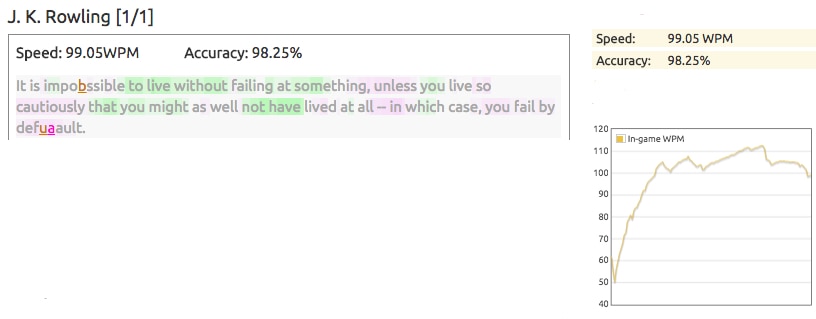 J. K. Rowling [1/1]
Speed: 99.05WPM Accuracy: 98.25%
It is impobssible to live without failing at something, unless you live so
cautiously that you might as well not have lived at all -- in which case, you fail by
defuaault.
Speed: 99.05 WPM
Accuracy: 98.25%
In-game WPM
120
110
100
90
80
70
60
50
40